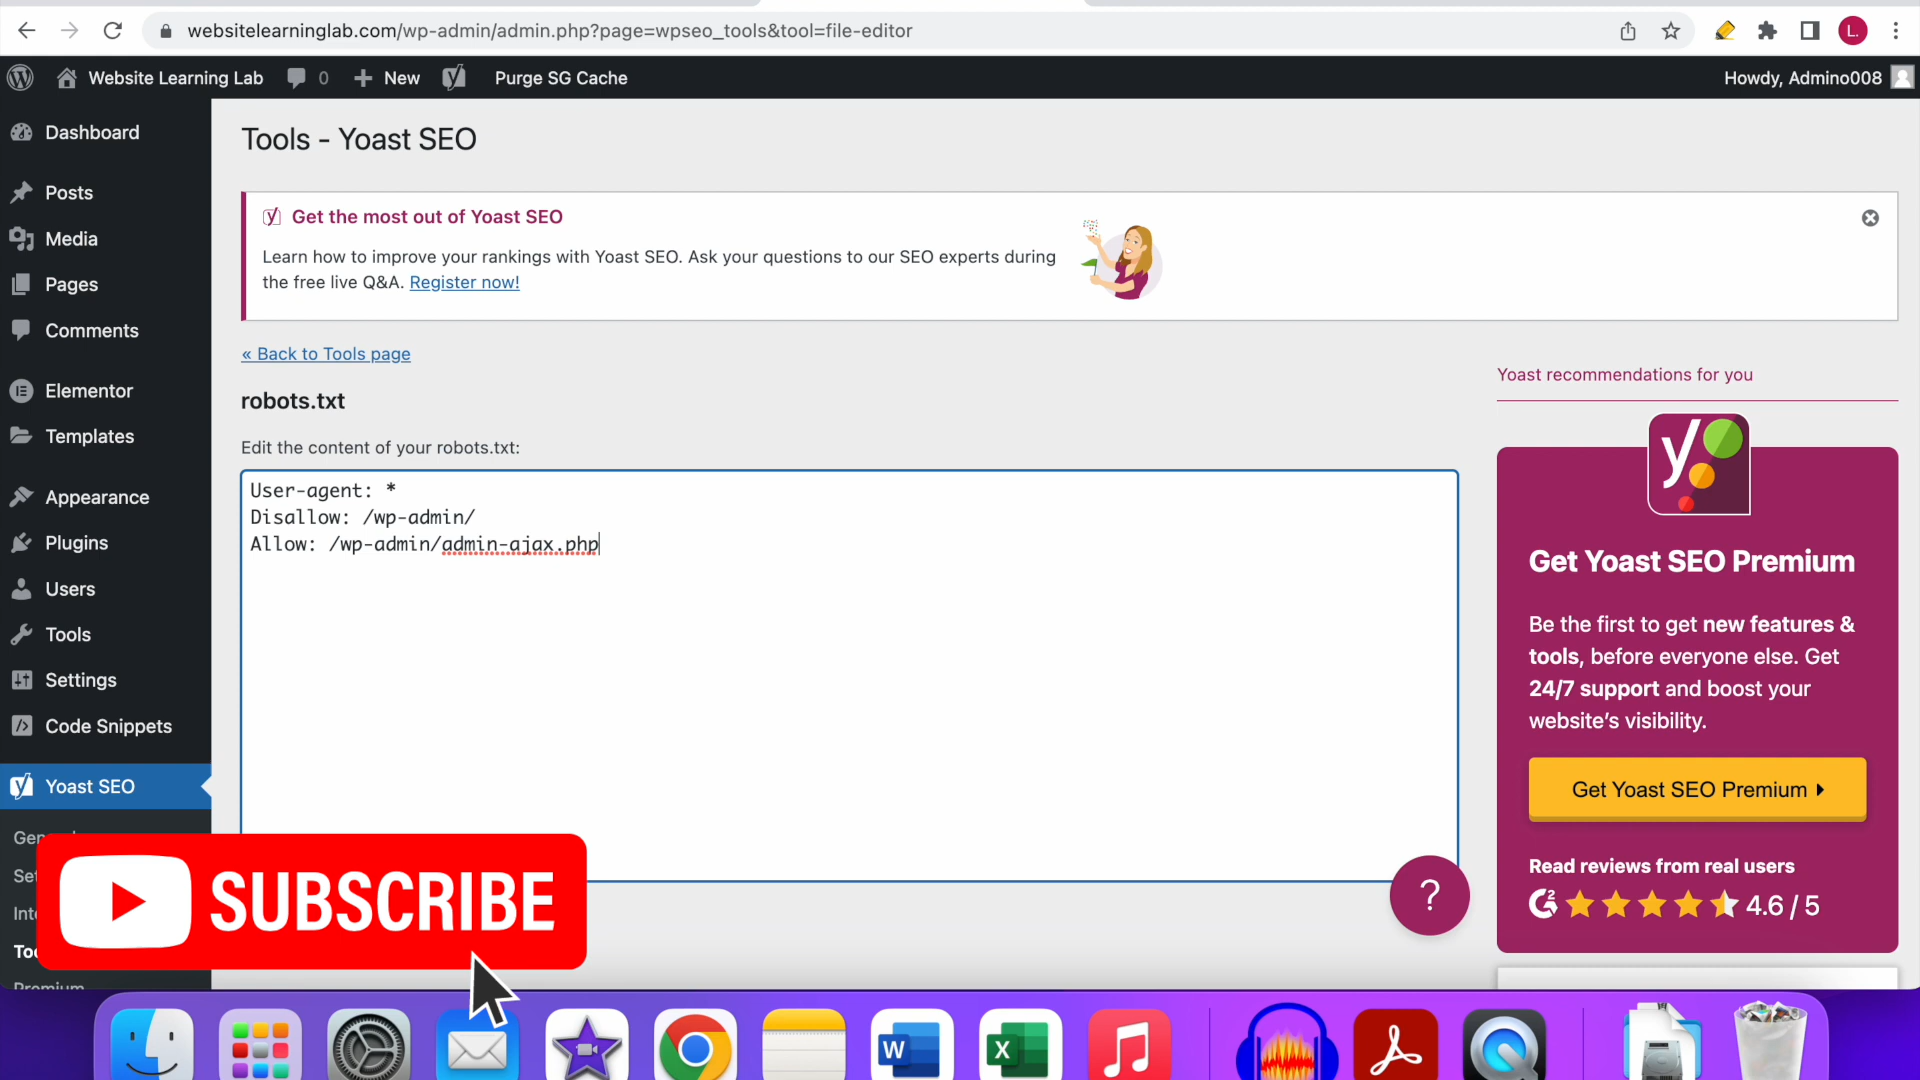 websitelearninglab.com/wp-admin/admin.php?page=wpseo_tools&tool=file-editor
L.
Website Learning Lab
0
New
Purge SG Cache
Howdy, Admino008
Dashboard
Posts
Media
Pages
Comments
Elementor
Templates
Appearance
Plugins
Users
Tools
Settings
Code Snippets
Yoast SEO
Tools - Yoast SEO
Get the most out of Yoast SEO
Learn how to improve your rankings with Yoast SEO. Ask your questions to our SEO experts during
the free live Q&A. Register now!
« Back to Tools page
robots.txt
Edit the content of your robots.txt:
User-agent: *
Disallow: /wp-admin/
Allow: /wp-admin/admin-ajax.php
SUBSCRIBE
?
Yoast recommendations for you
Get Yoast SEO Premium
Be the first to get new features &
tools, before everyone else. Get
24/7 support and boost your
website's visibility.
Get Yoast SEO Premium
Read reviews from real users
4.6 / 5
W
X